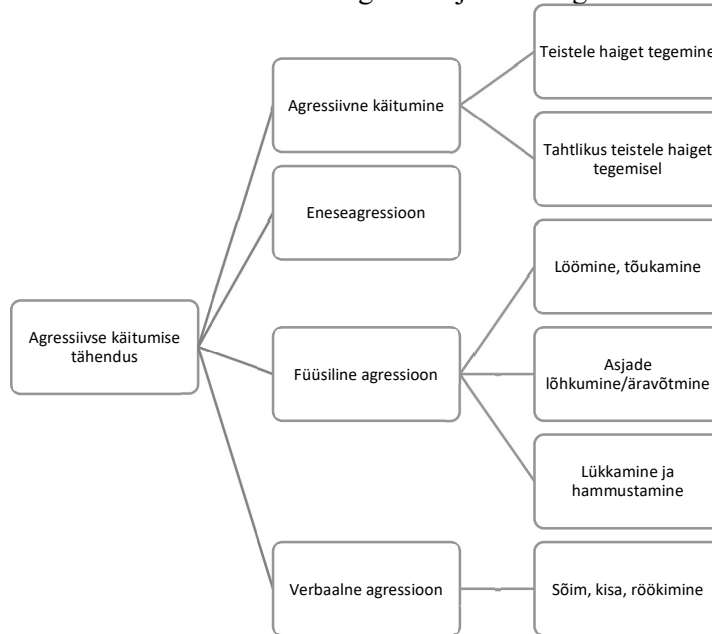 Teistele haiget tegemine
Agressiivne käitumine
Tahtlikus teistele haiget
tegemisel
Eneseagressioon
Löömine, tõukamine
Agressiivse käitumise
tähendus
Füüsiline agressioon
Asjade
lõhkumine/äravõtmine
Lükkamine ja
hammustamine
Verbaalne agressioon
Sõim, kisa, röökimine